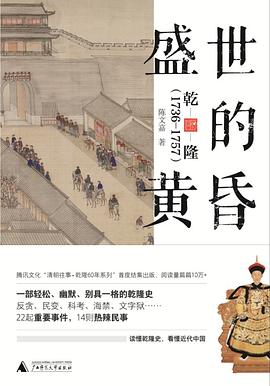 盛世的黄昏
乾隆
（1736-1757）
陈文嘉 著
腾讯文化“清朝往事•乾隆60年系列”首度结集出版，阅读量篇篇10万+
一部轻松、幽默、别具一格的乾隆史
反贪、民变、科考、海禁、文字狱……
22起重要事件，14则热辣民事
读懂乾隆史，看懂近代中国
广西师范大学出版社